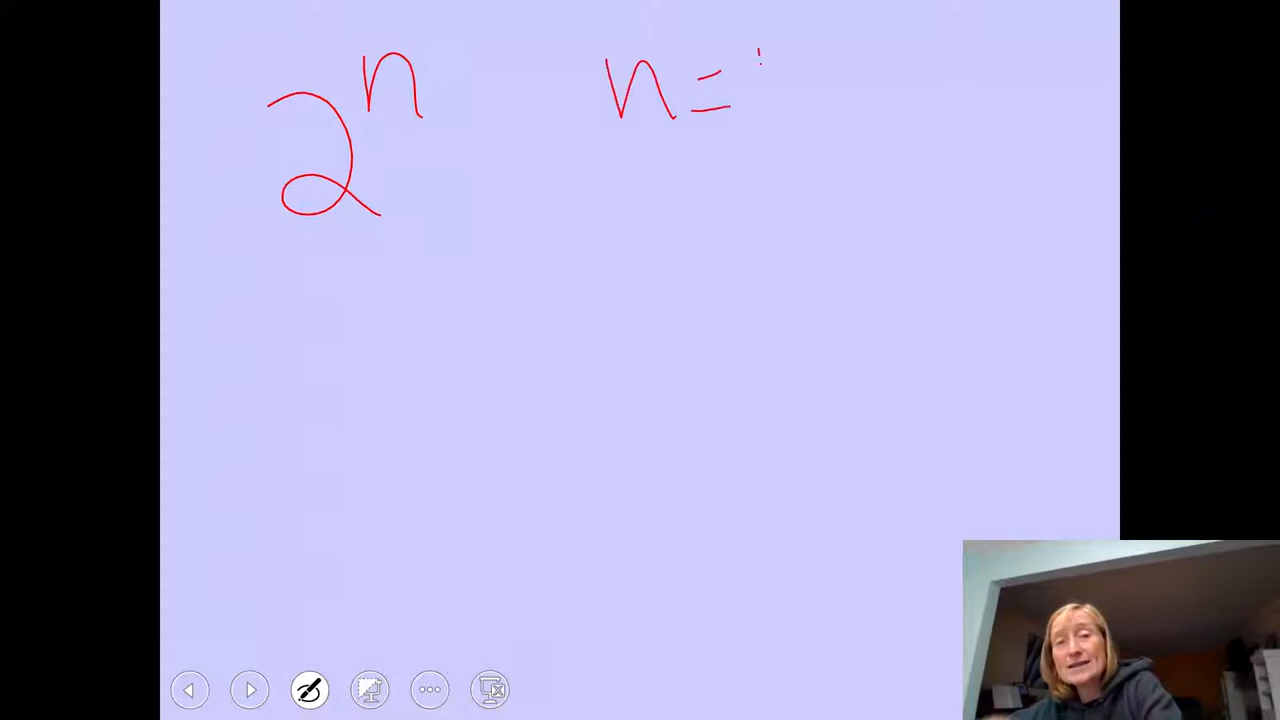 2ⁿ n =